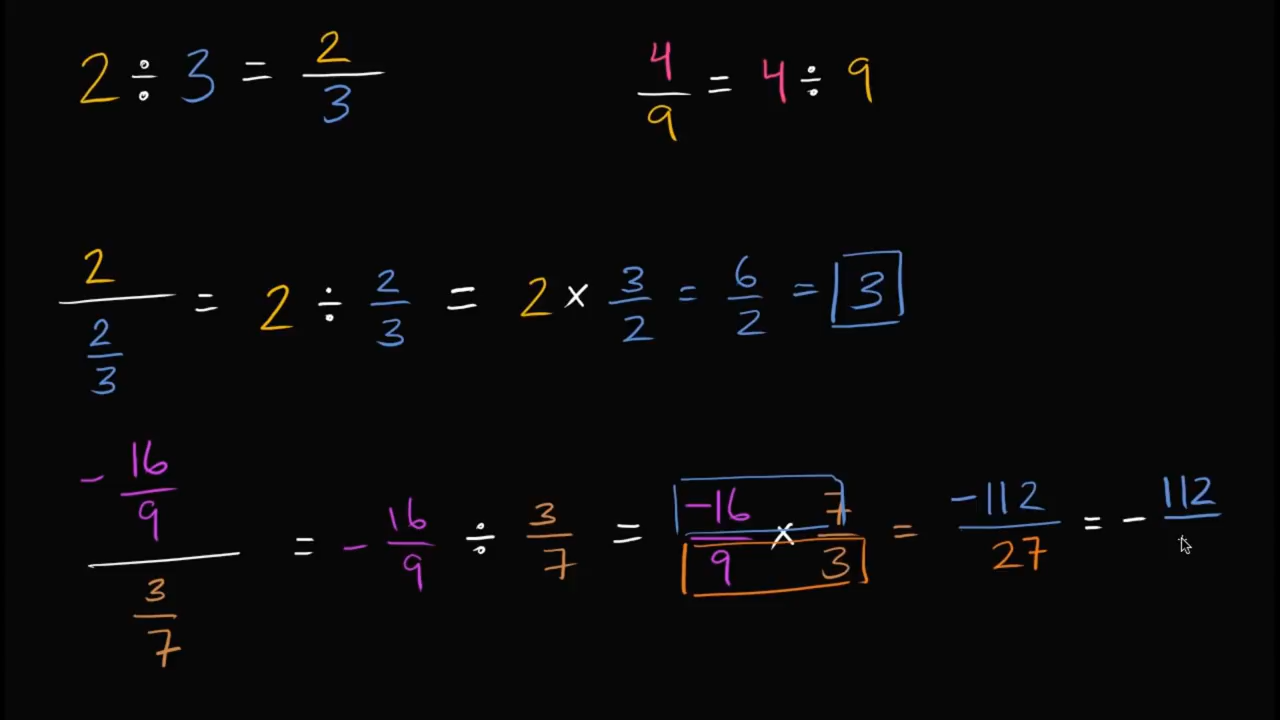 2 ÷ 3 = 2/3
4/9 = 4 ÷ 9
2/(2/3) = 2 ÷ 2/3 = 2 × 3/2 = 6/2 = 3
(-16/9)/(3/7) = -16/9 ÷ 3/7 = -16/9 × 7/3 = -112/27 = -112/